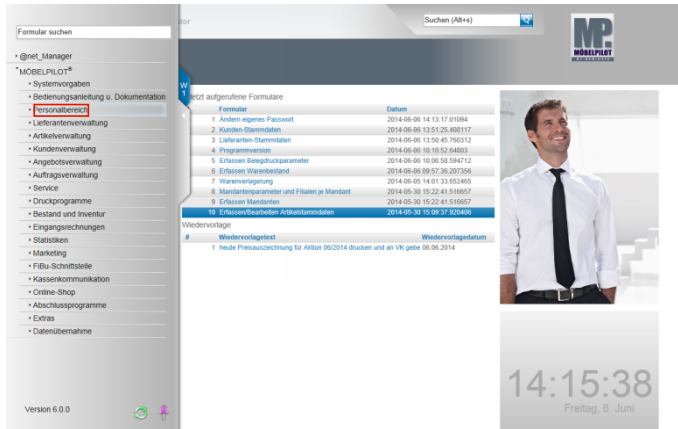 tor
Suchen (Alt+s)
MP
MÖBELPILOT
Formular suchen
@net_Manager
MÖBELPILOT®
Systemvorgaben
Bedienungsanleitung u. Dokumentation
Personalbereich
Lieferantenverwaltung
Artikelverwaltung
Kundenverwaltung
Angebotsverwaltung
Auftragsverwaltung
Service
Druckprogramme
Bestand und Inventur
Eingangsrechnungen
Statistiken
Marketing
FiBu-Schnittstelle
Kassenkommunikation
Online-Shop
Abschlussprogramme
Extras
Datenübernahme
Version 6.0.0
W
1
letzt aufgerufene Formulare
Formular Datum
1 Ändern eigenes Passwort 2014-06-06 14:13:17.01094
2 Kunden-Stammdaten 2014-06-06 13:51:25.408117
3 Lieferanten-Stammdaten 2014-06-06 13:50:45.760312
4 Programmversion 2014-06-06 10:10:52.64803
5 Erfassen Belegdruckparameter 2014-06-06 10:06:58.594712
6 Erfassen Warenbestand 2014-06-06 09:57:36.207356
7 Warenverlagerung 2014-06-05 14:01:33.652465
8 Mandantenparameter und Filialen je Mandant 2014-05-30 15:22:41.516657
9 Erfassen Mandanten 2014-05-30 15:22:41.516657
10 Erfassen/Bearbeiten Artikelstammdaten 2014-05-30 15:09:37.920406
Wiedervorlage
# Wiedervorlagetext Wiedervorlagedatum
1 heute Preisauszeichnung für Aktion 06/2014 drucken und an VK gebe 06.06.2014
14:15:38
Freitag, 6. Juni